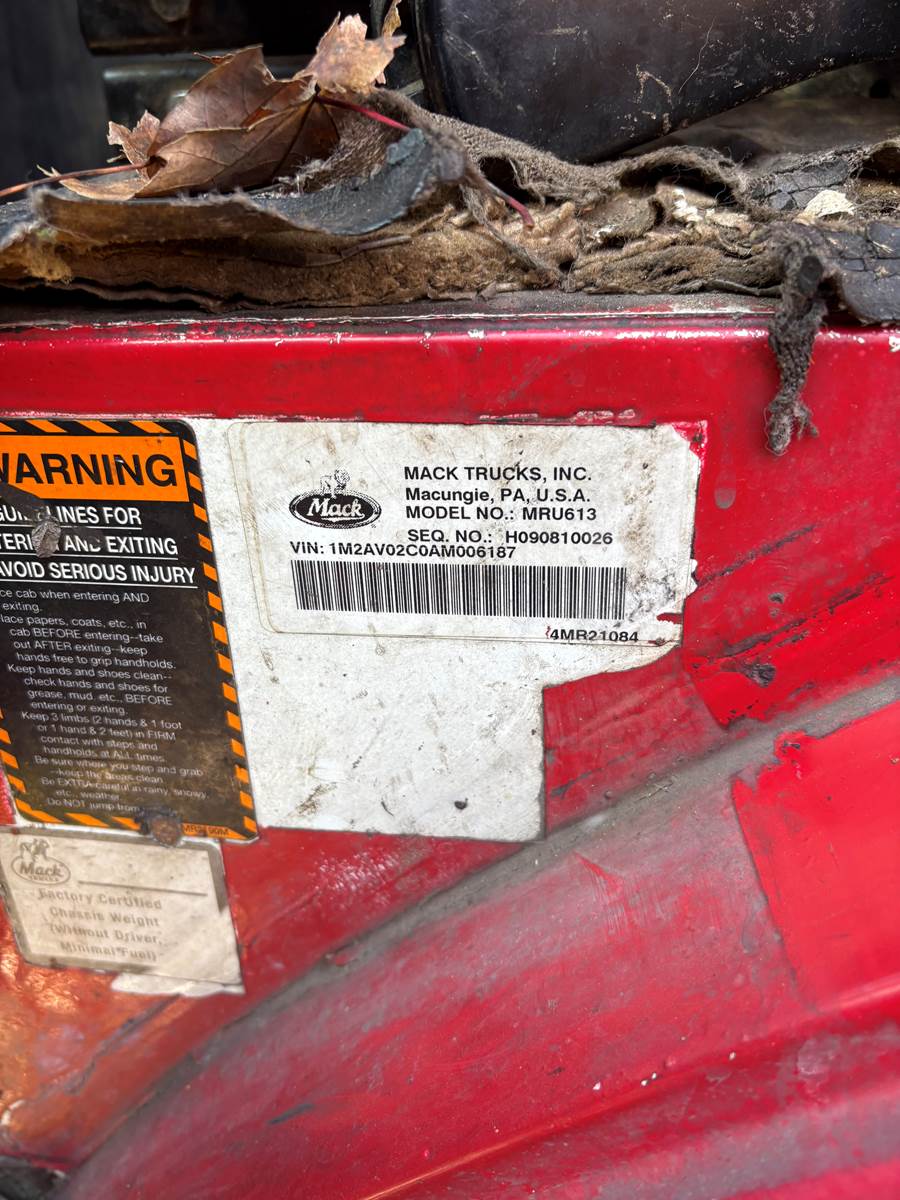 WARNING
LINES FOR
AND EXITING
AVOID SERIOUS INJURY
cab when entering AND
exiting.
papers, coats, etc., in
cab BEFORE entering--take
out AFTER exiting--keep
hands free to grip handholds.
Keep hands and shoes clean--
check hands and shoes for
grease, mud, etc., BEFORE
entering or exiting.
Keep 3 limbs (2 hands & 1 foot
or 1 hand & 2 feet) in FIRM
contact with steps and
handholds at ALL times.
Be sure where you step and grab
--keep the areas clean.
Be EXTRA careful in rainy, snowy,
etc., weather.
Do NOT jump from
Mack
MACK TRUCKS, INC.
Macungie, PA, U.S.A.
MODEL NO.: MRU613
SEQ. NO.: H090810026
VIN: 1M2AV02C0AM006187
4MR21084
Mack
TRUCKS
Factory Certified
Chassis Weight
(Without Driver,
Minimal Fuel)